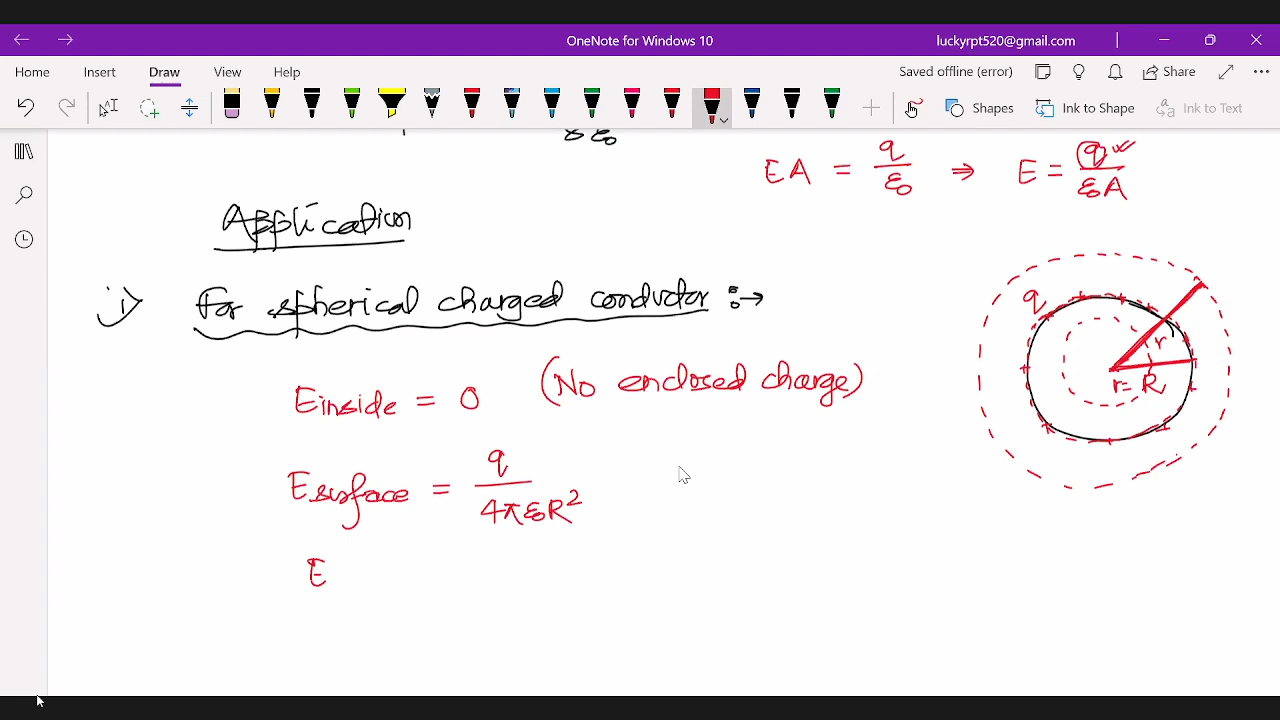 OneNote for Windows 10
luckyrpt520@gmail.com
Home Insert Draw View Help
Saved offline (error)
Share
Shapes
Ink to Shape
Ink to Text
ε₀
EA = q/ε₀ ⇒ E = q/ε₀A
Application
i) for spherical charged conductor :→
q
r
r = R
Einside = 0 (No enclosed charge)
Esurface = q/4πε₀R²
E